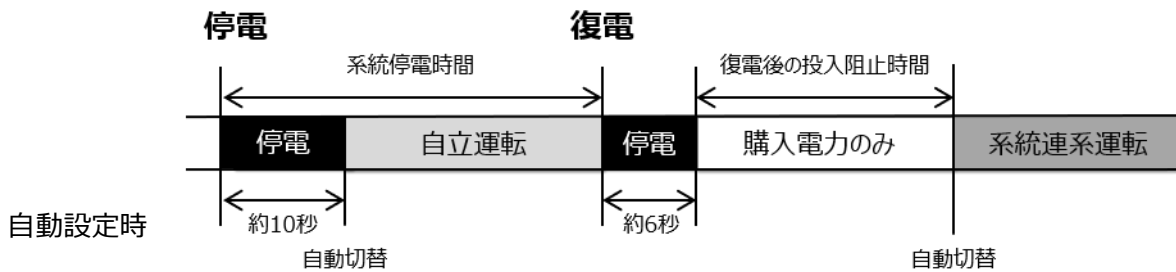 停電
復電
系統停電時間
復電後の投入阻止時間
停電
自立運転
停電
購入電力のみ
系統連系運転
自動設定時
約10秒
約6秒
自動切替
自動切替